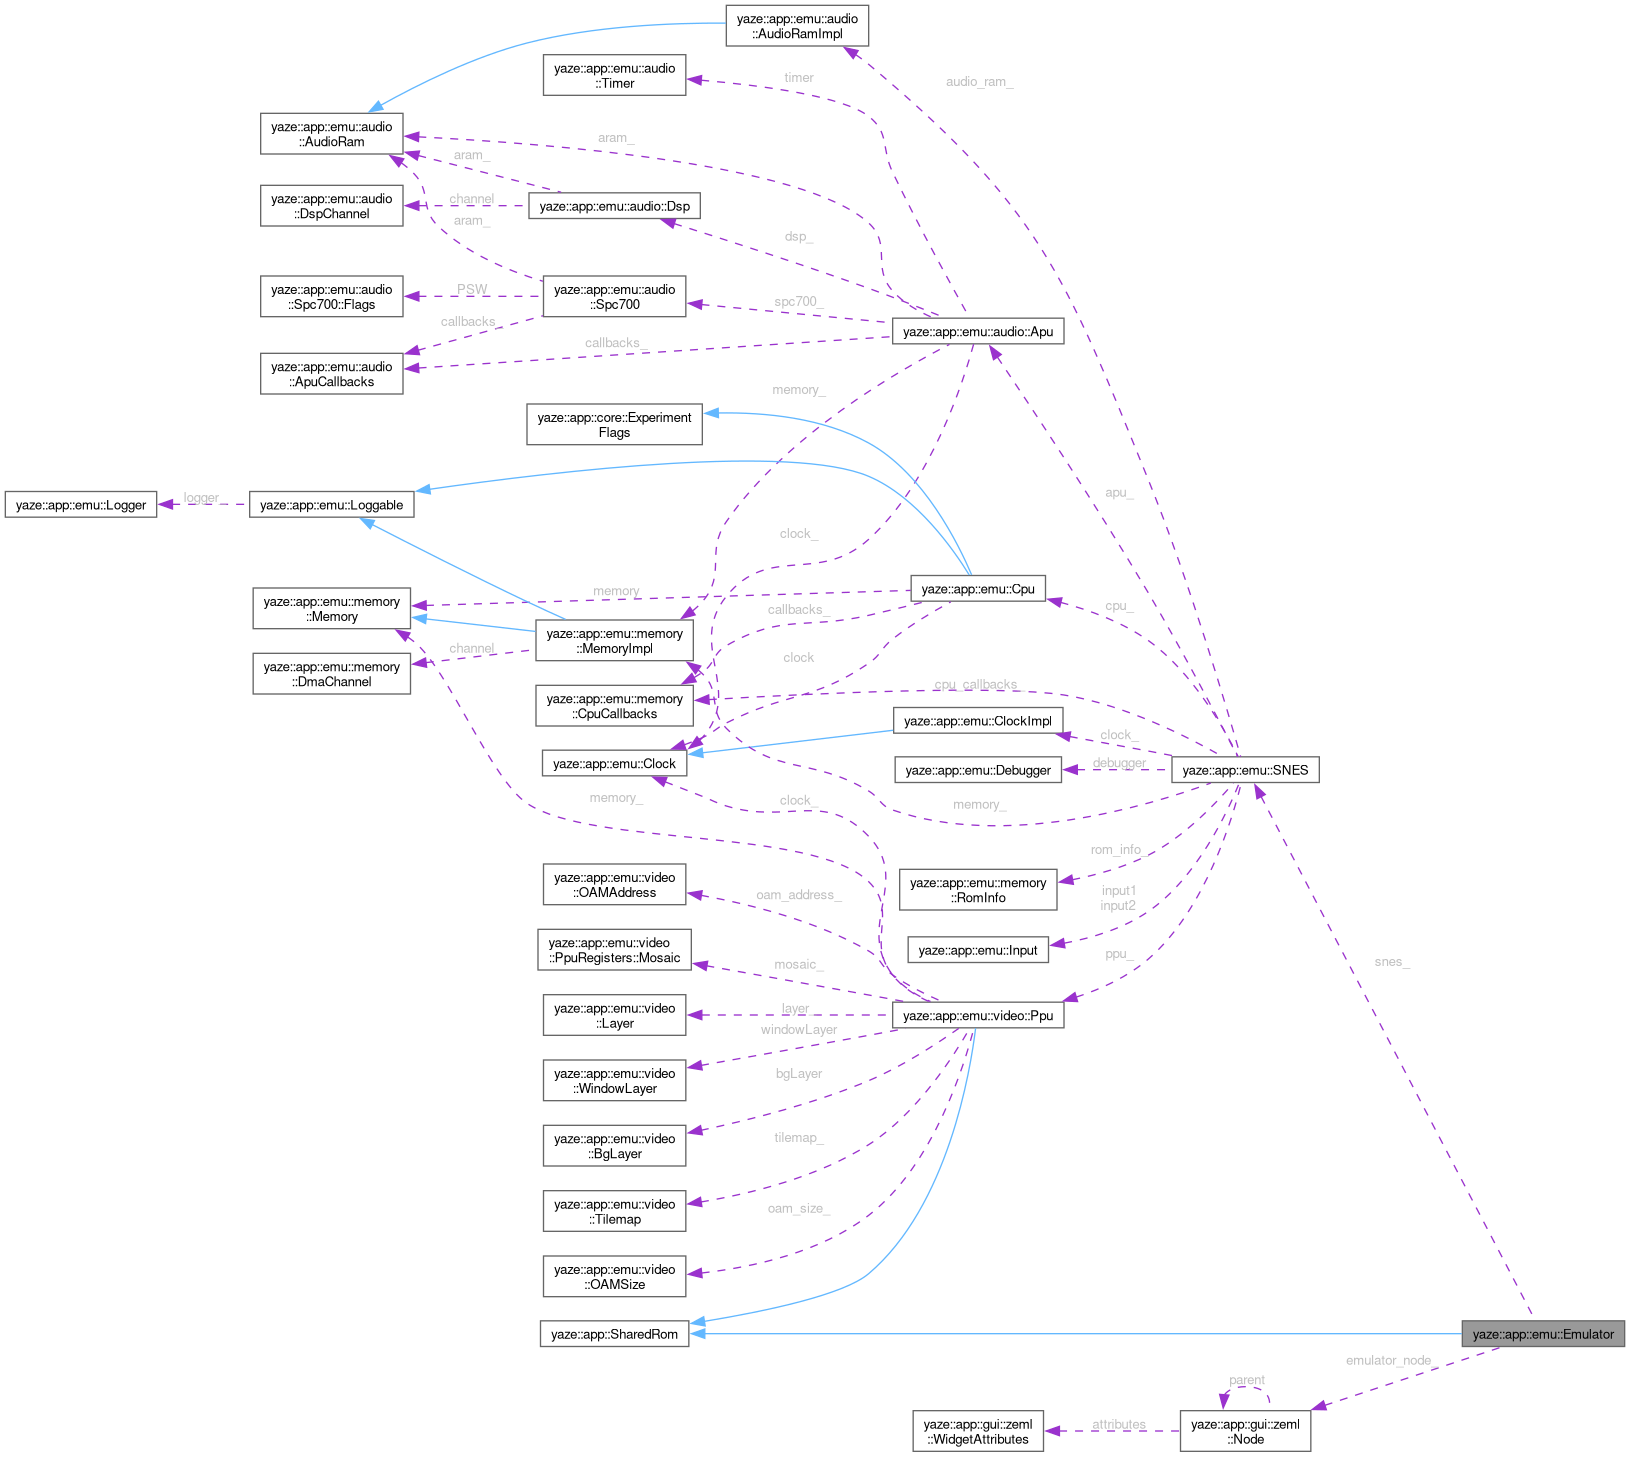 yaze::app::emu::audio
::AudioRamImpl
yaze::app::emu::audio
::Timer
timer
audio_ram_
yaze::app::emu::audio
::AudioRam
aram_
aram_
yaze::app::emu::audio
::DspChannel
channel
yaze::app::emu::audio::Dsp
aram_
dsp_
yaze::app::emu::audio
::Spc700::Flags
PSW
yaze::app::emu::audio
::Spc700
spc700_
callbacks_
yaze::app::emu::audio::Apu
callbacks_
yaze::app::emu::audio
::ApuCallbacks
memory_
yaze::app::core::Experiment
Flags
yaze::app::emu::Logger
logger_
yaze::app::emu::Loggable
apu_
clock_
yaze::app::emu::memory
::Memory
memory
yaze::app::emu::Cpu
callbacks_
cpu_
yaze::app::emu::memory
::MemoryImpl
channel
yaze::app::emu::memory
::DmaChannel
clock
yaze::app::emu::memory
::CpuCallbacks
cpu_callbacks_
yaze::app::emu::ClockImpl
clock_
yaze::app::emu::Clock
yaze::app::emu::Debugger
debugger
yaze::app::emu::SNES
memory_
clock_
memory_
rom_info_
yaze::app::emu::video
::OAMAddress
oam_address_
yaze::app::emu::memory
::RomInfo
input1
input2
yaze::app::emu::video
::PpuRegisters::Mosaic
mosaic_
yaze::app::emu::Input
ppu_
snes_
yaze::app::emu::video
::Layer
layer_
yaze::app::emu::video::Ppu
windowLayer
yaze::app::emu::video
::WindowLayer
bgLayer
yaze::app::emu::video
::BgLayer
tilemap_
yaze::app::emu::video
::Tilemap
oam_size_
yaze::app::emu::video
::OAMSize
yaze::app::SharedRom
yaze::app::emu::Emulator
emulator_node_
parent
yaze::app::gui::zeml
::WidgetAttributes
attributes
yaze::app::gui::zeml
::Node